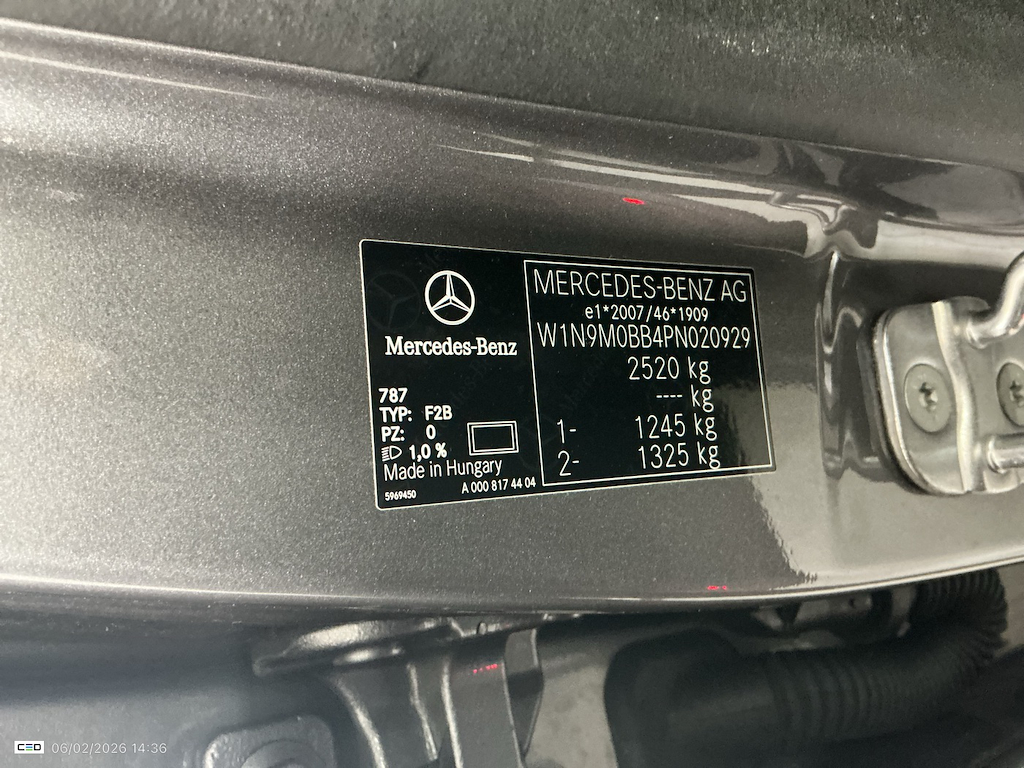 Mercedes-Benz
787
TYP: F2B
PZ: 0
1,0 %
Made in Hungary
5969450
A 000 817 44 04
MERCEDES-BENZ AG
e1*2007/46*1909
W1N9M0BB4PN020929
2520 kg
---- kg
1- 1245 kg
2- 1325 kg
CEO 06/02/2026 14:36